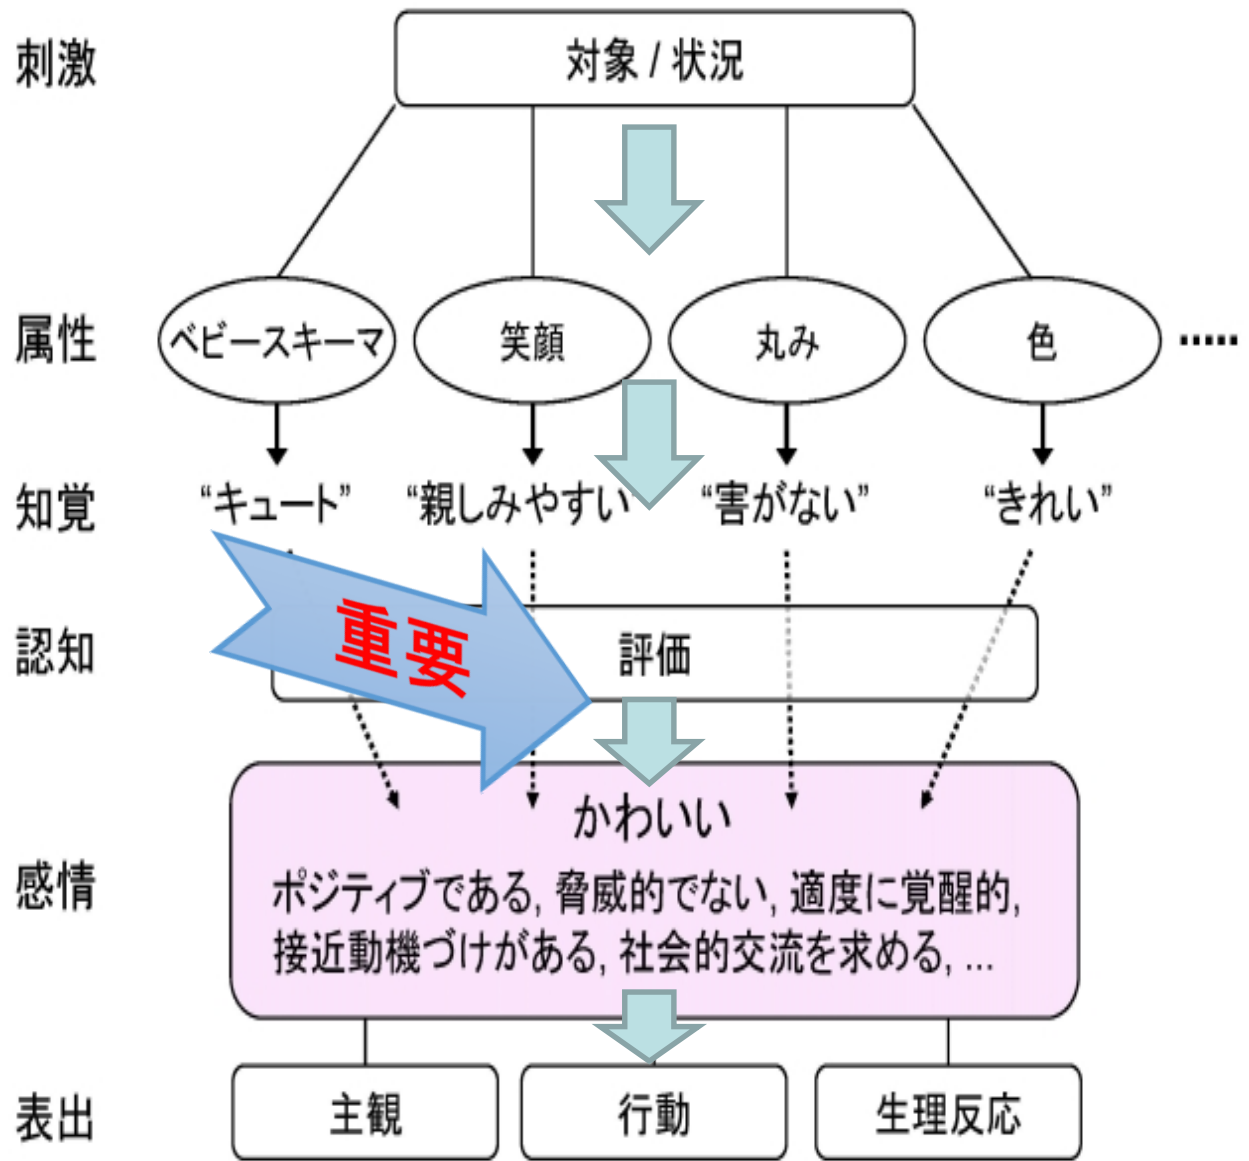 刺激
対象 / 状況
属性
ベビースキーマ
笑顔
丸み
色
.....
知覚
“キュート”
“親しみやすい”
“害がない”
“きれい”
認知
重要
評価
感情
かわいい
ポジティブである, 脅威的でない, 適度に覚醒的,
接近動機づけがある, 社会的交流を求める, ...
表出
主観
行動
生理反応